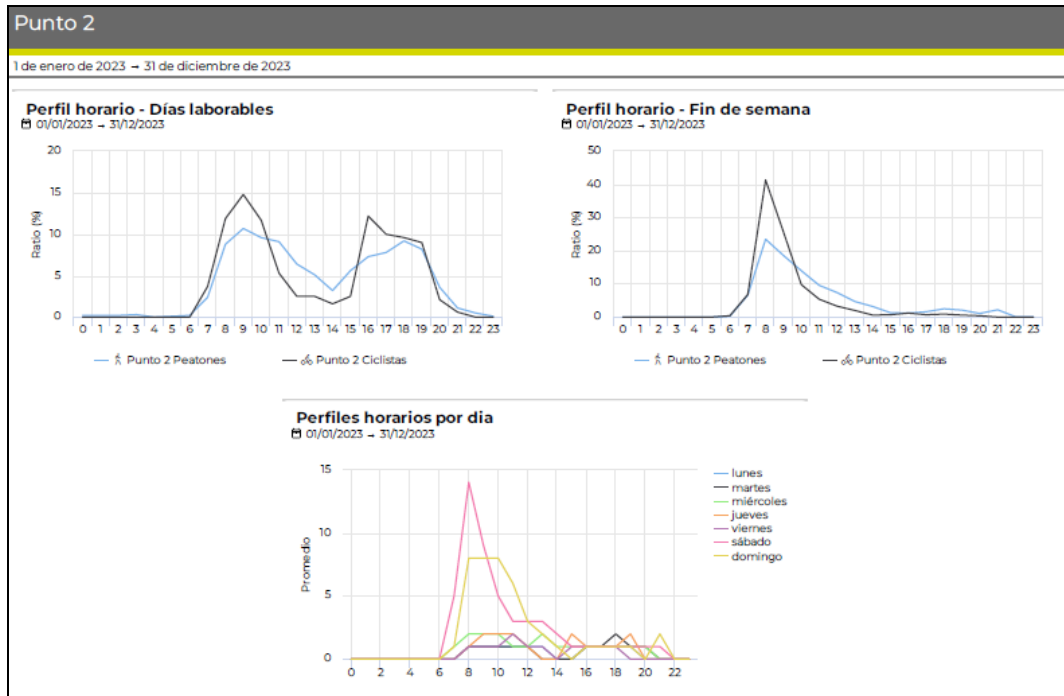 Punto 2
1 de enero de 2023 → 31 de diciembre de 2023
Perfil horario - Días laborables
01/01/2023 → 31/12/2023
20
15
10
5
0
Ratio (%)
0 1 2 3 4 5 6 7 8 9 10 11 12 13 14 15 16 17 18 19 20 21 22 23
Punto 2 Peatones
Punto 2 Ciclistas
Perfil horario - Fin de semana
01/01/2023 → 31/12/2023
50
40
30
20
10
0
Ratio (%)
0 1 2 3 4 5 6 7 8 9 10 11 12 13 14 15 16 17 18 19 20 21 22 23
Punto 2 Peatones
Punto 2 Ciclistas
Perfiles horarios por dia
01/01/2023 → 31/12/2023
15
10
5
0
Promedio
0 2 4 6 8 10 12 14 16 18 20 22
lunes
martes
miércoles
jueves
viernes
sábado
domingo